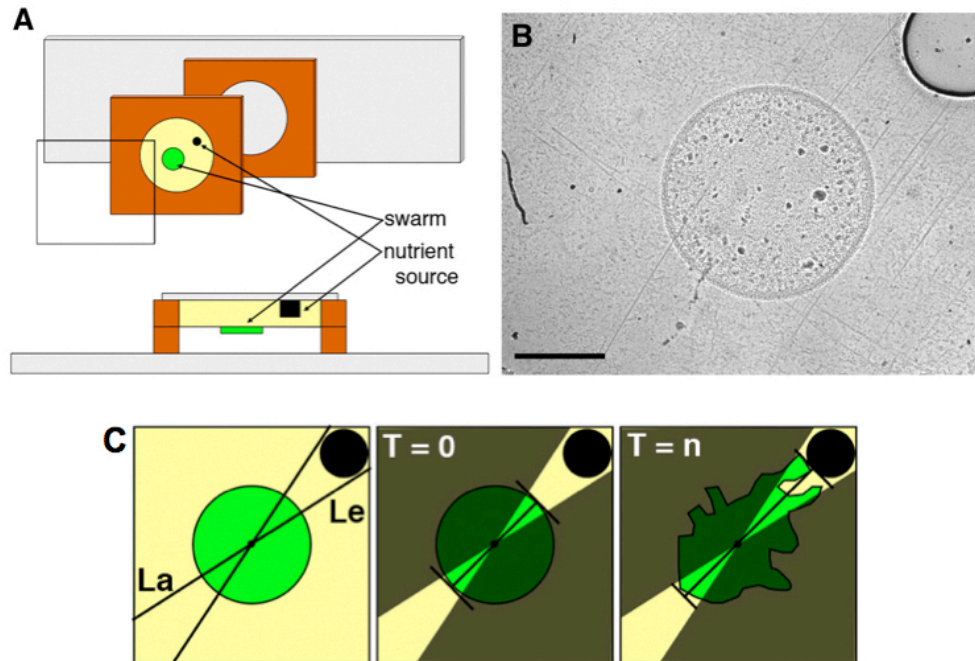 A
B
swarm
nutrient
source
C
La
Le
T = 0
T = n